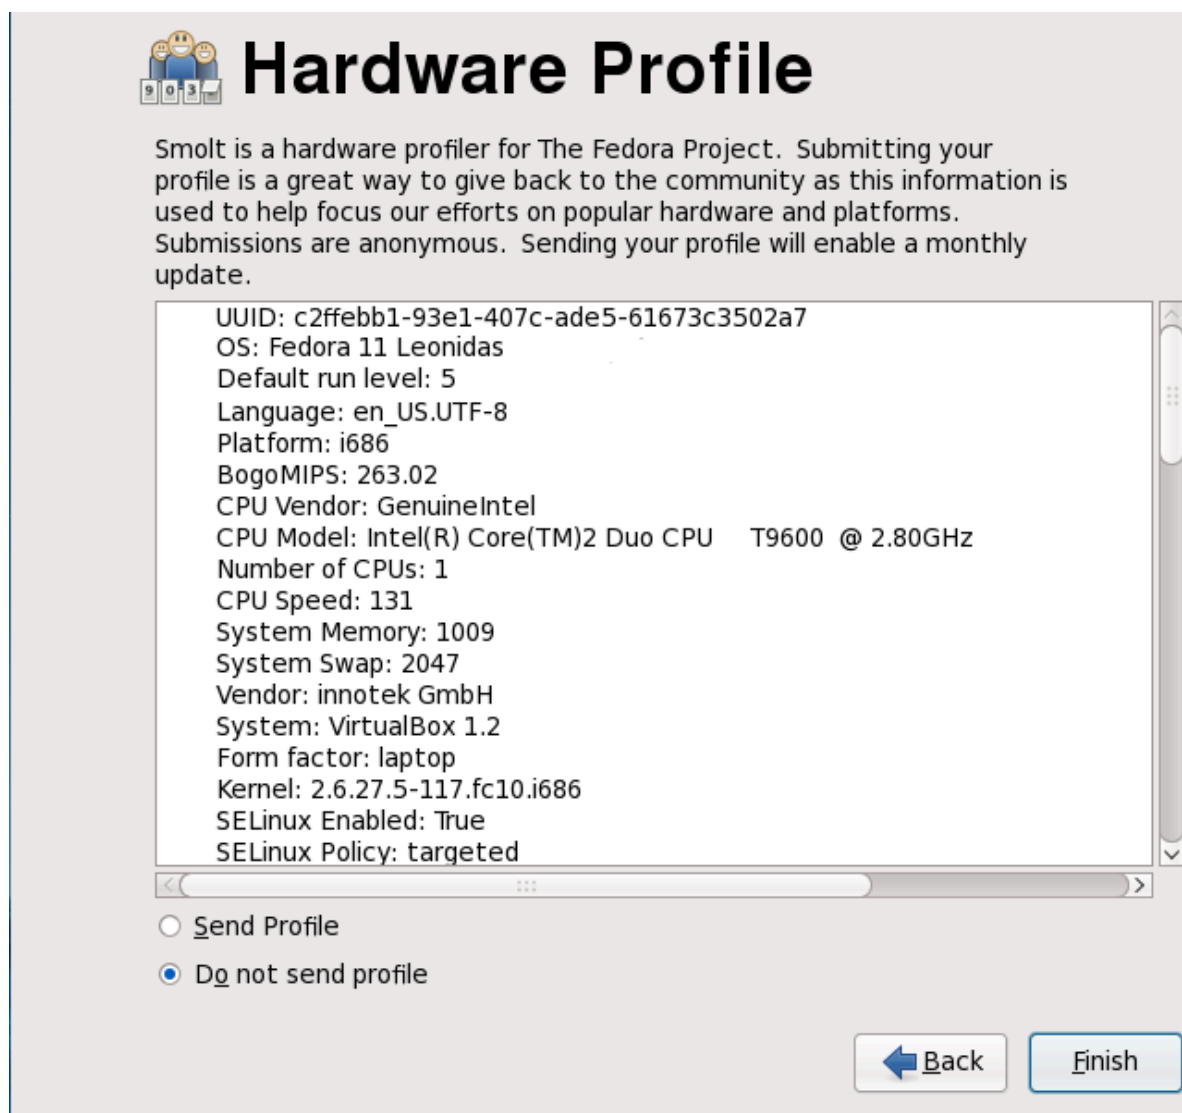 903
Hardware Profile
Smolt is a hardware profiler for The Fedora Project.  Submitting your
profile is a great way to give back to the community as this information is
used to help focus our efforts on popular hardware and platforms.
Submissions are anonymous.  Sending your profile will enable a monthly
update.
UUID: c2ffebb1-93e1-407c-ade5-61673c3502a7
OS: Fedora 11 Leonidas
Default run level: 5
Language: en_US.UTF-8
Platform: i686
BogoMIPS: 263.02
CPU Vendor: GenuineIntel
CPU Model: Intel(R) Core(TM)2 Duo CPU     T9600  @ 2.80GHz
Number of CPUs: 1
CPU Speed: 131
System Memory: 1009
System Swap: 2047
Vendor: innotek GmbH
System: VirtualBox 1.2
Form factor: laptop
Kernel: 2.6.27.5-117.fc10.i686
SELinux Enabled: True
SELinux Policy: targeted
Send Profile
Do not send profile
Back Finish